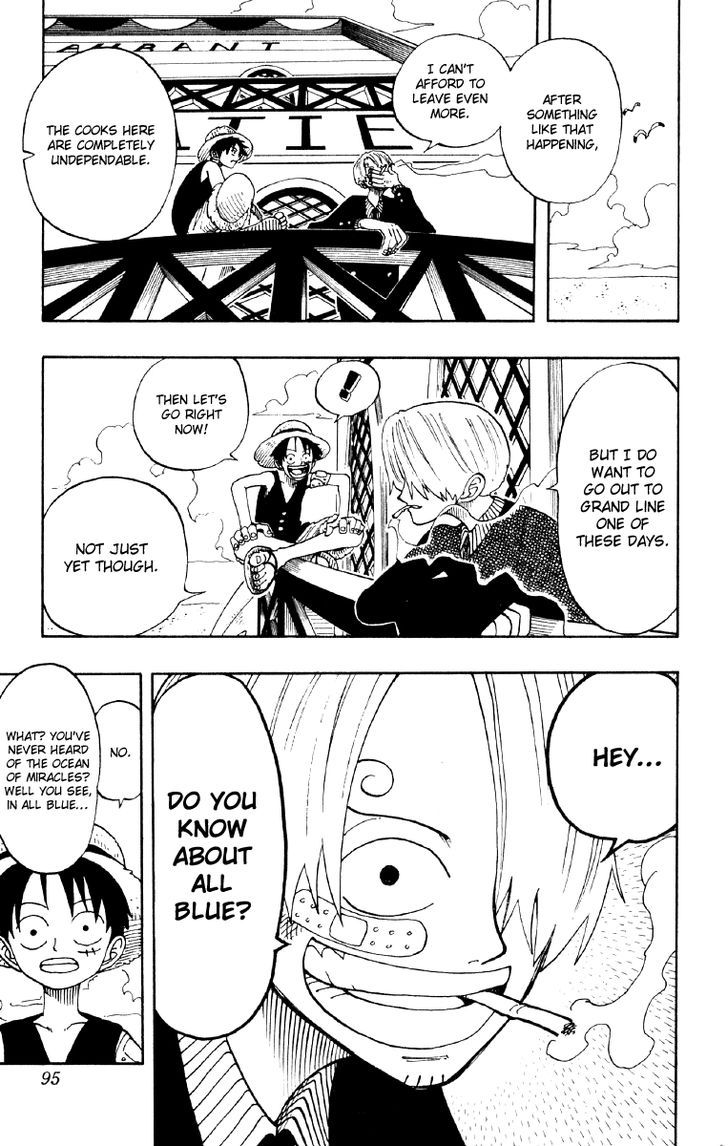 AFTER
SOMETHING
LIKE THAT
HAPPENING,
I CAN'T
AFFORD TO
LEAVE EVEN
MORE.
THE COOKS HERE
ARE COMPLETELY
UNDEPENDABLE.
AURANT
TIE
BUT I DO
WANT TO
GO OUT TO
GRAND LINE
ONE OF
THESE DAYS.
!
THEN LET'S
GO RIGHT
NOW!
NOT JUST
YET THOUGH.
HEY...
DO YOU
KNOW
ABOUT
ALL
BLUE?
NO.
WHAT? YOU'VE
NEVER HEARD
OF THE OCEAN
OF MIRACLES?
WELL YOU SEE,
IN ALL BLUE...
95